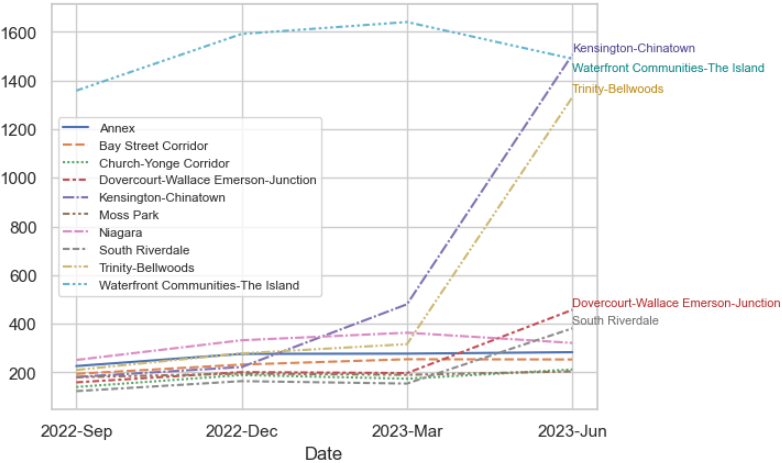 1600
1400
1200
1000
800
600
400
200
Kensington-Chinatown
Waterfront Communities-The Island
Trinity-Bellwoods
Annex
Bay Street Corridor
Church-Yonge Corridor
Dovercourt-Wallace Emerson-Junction
Kensington-Chinatown
Moss Park
Niagara
South Riverdale
Trinity-Bellwoods
Waterfront Communities-The Island
Dovercourt-Wallace Emerson-Junction
South Riverdale
2022-Sep 2022-Dec 2023-Mar 2023-Jun
Date